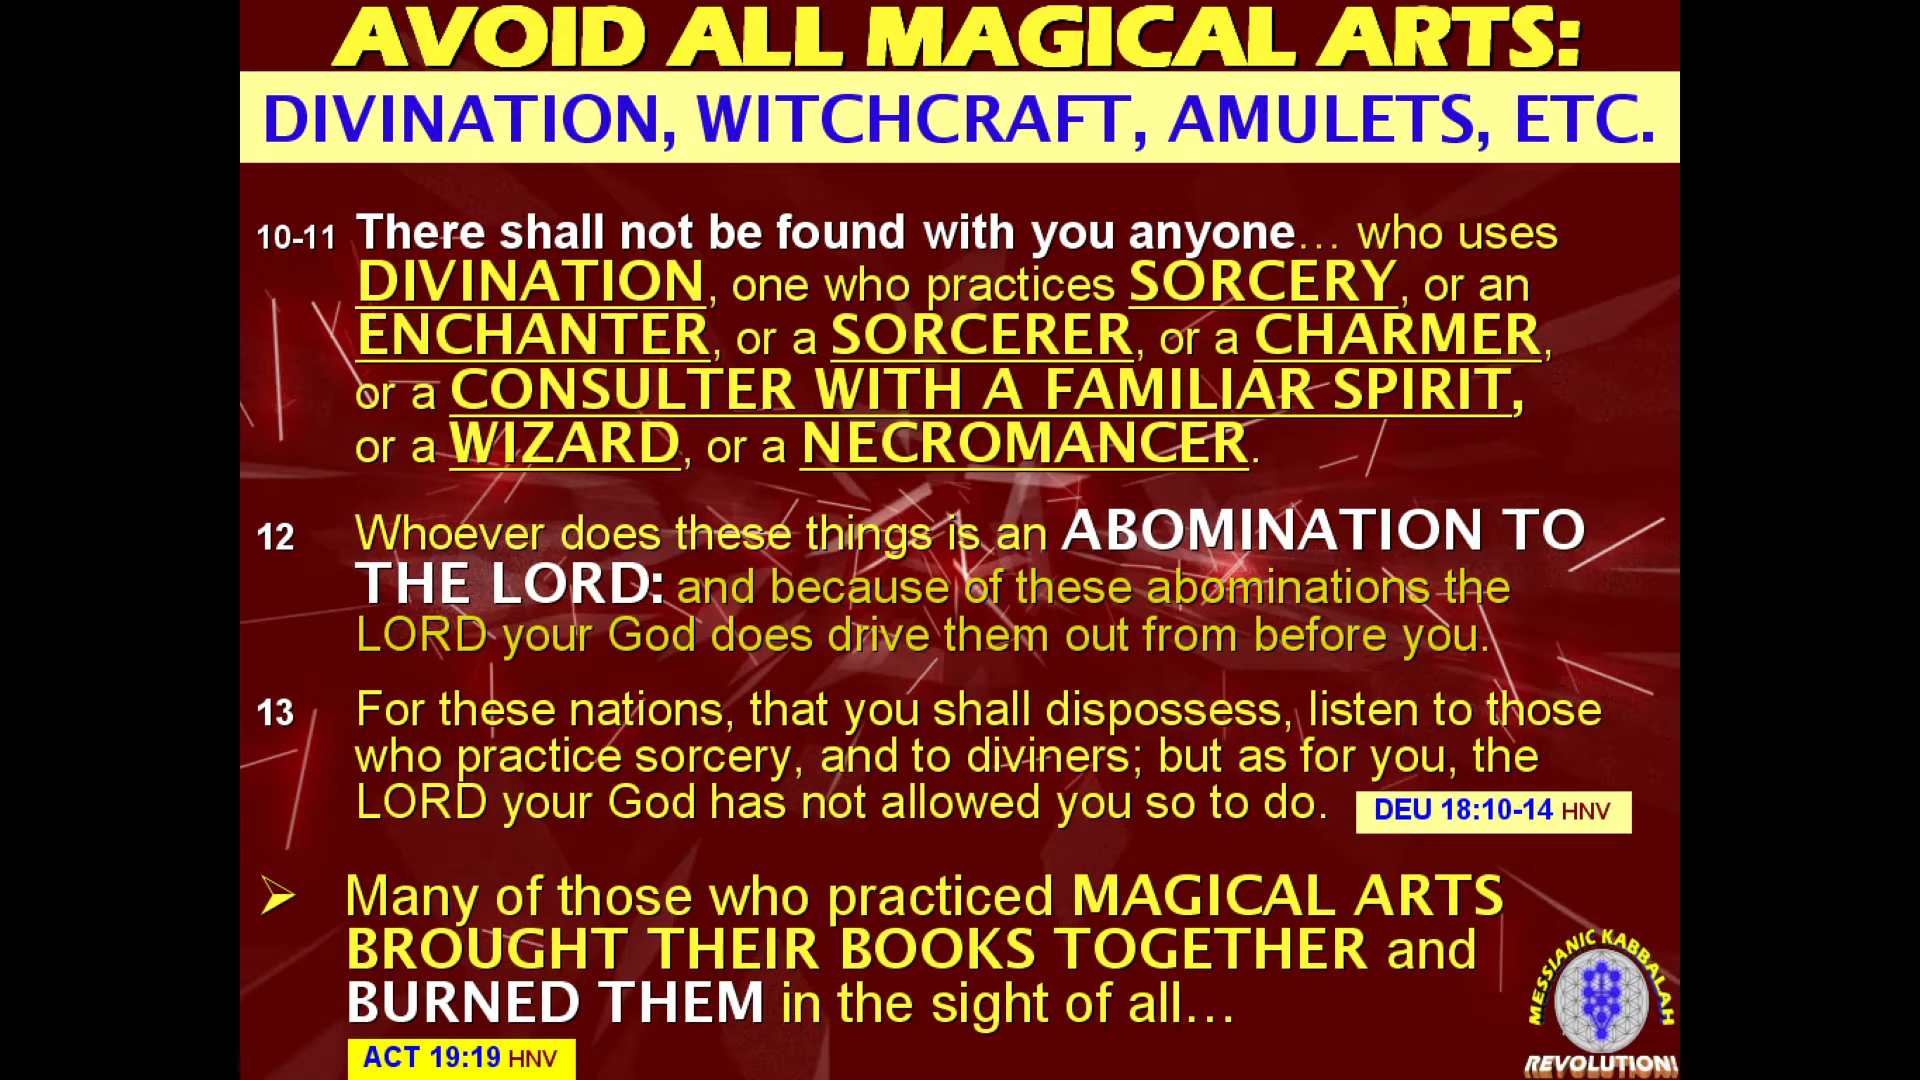 AVOID ALL MAGICAL ARTS:
DIVINATION, WITCHCRAFT, AMULETS, ETC.
10-11 There shall not be found with you anyone… who uses
DIVINATION, one who practices SORCERY, or an
ENCHANTER, or a SORCERER, or a CHARMER,
or a CONSULTER WITH A FAMILIAR SPIRIT,
or a WIZARD, or a NECROMANCER.
12 Whoever does these things is an ABOMINATION TO
THE LORD: and because of these abominations the
LORD your God does drive them out from before you.
13 For these nations, that you shall dispossess, listen to those
who practice sorcery, and to diviners; but as for you, the
LORD your God has not allowed you so to do. DEU 18:10-14 HNV
➢ Many of those who practiced MAGICAL ARTS
BROUGHT THEIR BOOKS TOGETHER and
BURNED THEM in the sight of all…
ACT 19:19 HNV
MESSIANIC KABBALAH
REVOLUTION!